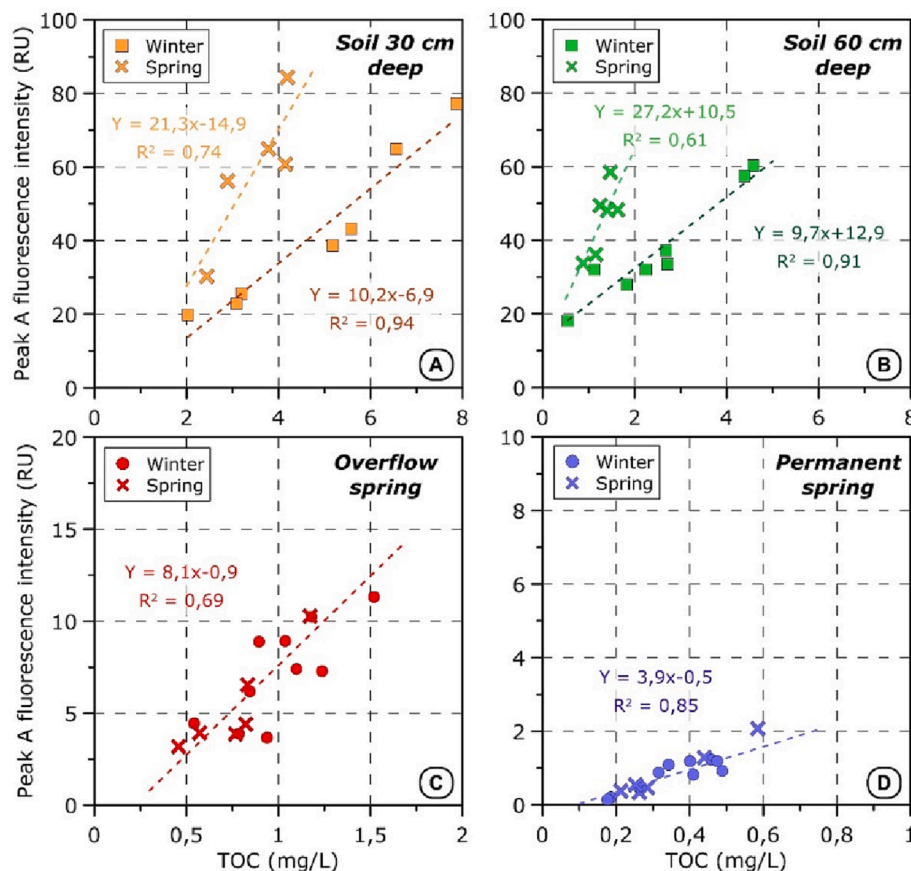 Peak A fluorescence intensity (RU)
100
80
60
40
20
0
Winter
Spring
Soil 30 cm
deep
Y = 21,3x−14,9
R² = 0,74
Y = 10,2x−6,9
R² = 0,94
A
0 2 4 6 8
100
80
60
40
20
0
Winter
Spring
Soil 60 cm
deep
Y = 27,2x+10,5
R² = 0,61
Y = 9,7x+12,9
R² = 0,91
B
0 2 4 6 8
Peak A fluorescence intensity (RU)
20
15
10
5
0
Winter
Spring
Overflow
spring
Y = 8,1x−0,9
R² = 0,69
C
0 0,5 1 1,5 2
TOC (mg/L)
10
8
6
4
2
0
Winter
Spring
Permanent
spring
Y = 3,9x−0,5
R² = 0,85
D
0 0,2 0,4 0,6 0,8 1
TOC (mg/L)